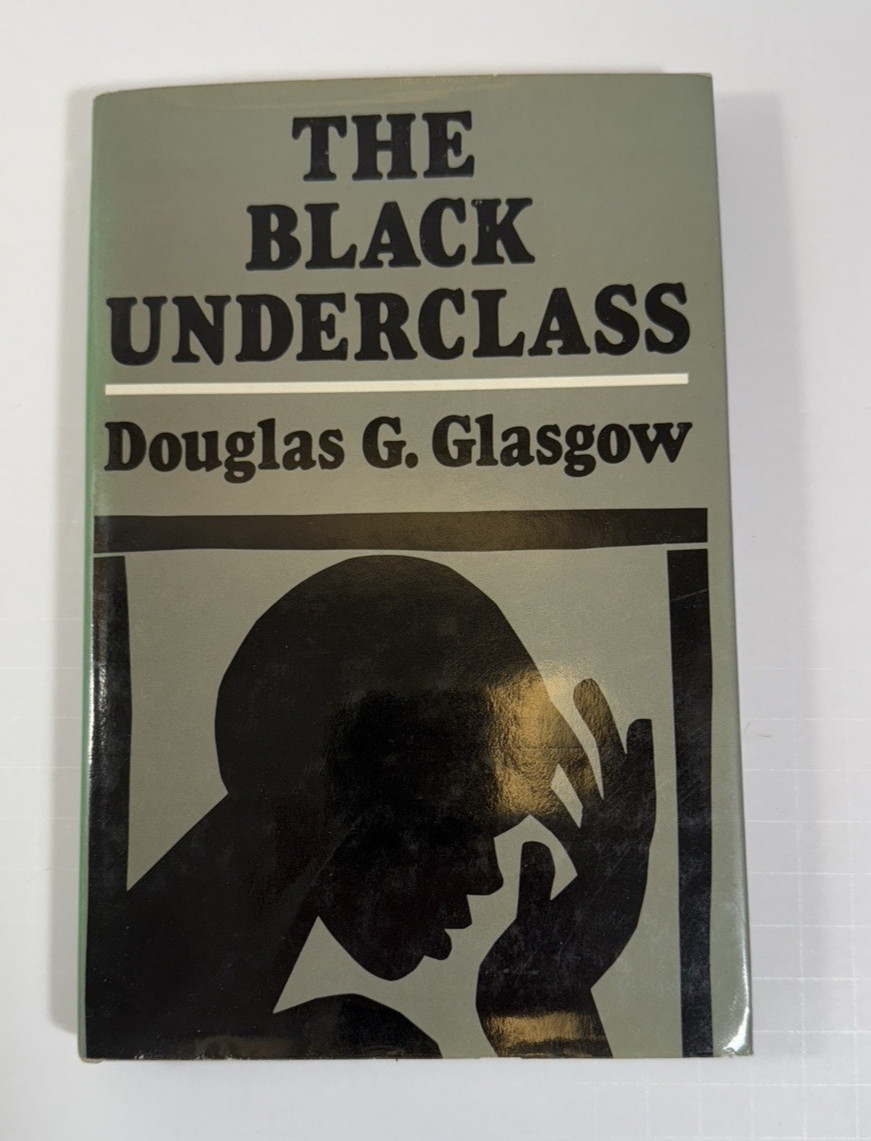 THE
BLACK
UNDERCLASS
Douglas G. Glasgow